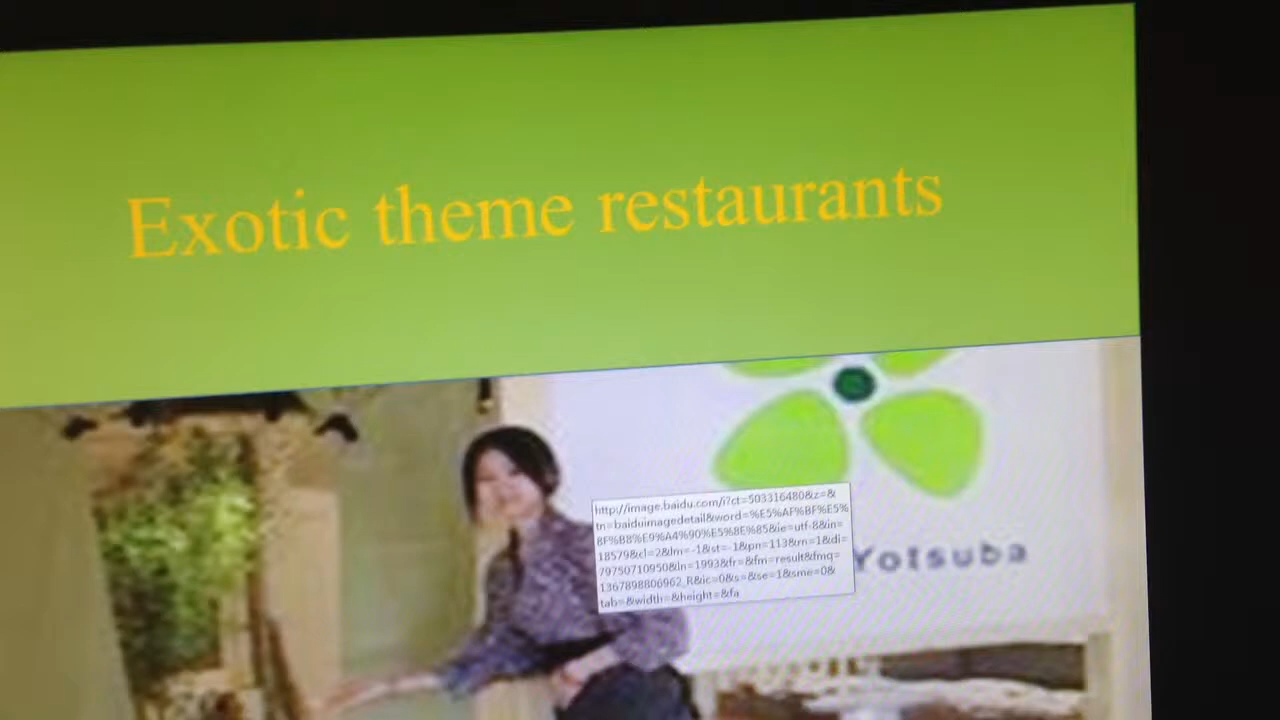 Exotic theme restaurants
http://image.baidu.com/i?ct=503316480&z=&
tn=baiduimagedetail&word=%E5%AF%BF%E5%
8F%B8%E9%A4%90%E5%8E%85&ie=utf-8&in=
18579&cl=2&lm=-1&st=-1&pn=113&rn=1&di=
79750710950&ln=1993&fr=&fm=result&fmq=
1367898806962_R&ic=0&s=&se=1&sme=0&
tab=&width=&height=&fa
Yotsuba